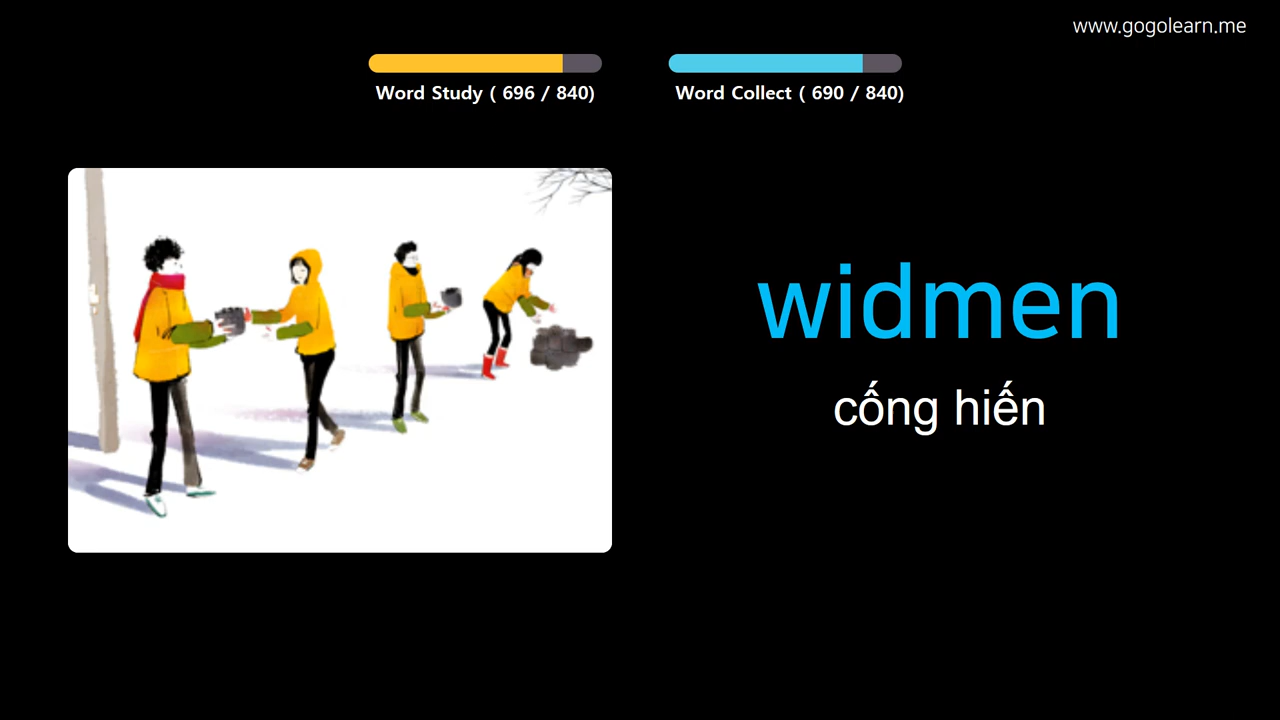 www.gogolearn.me
Word Study ( 696 / 840)
Word Collect ( 690 / 840)
widmen
cống hiến